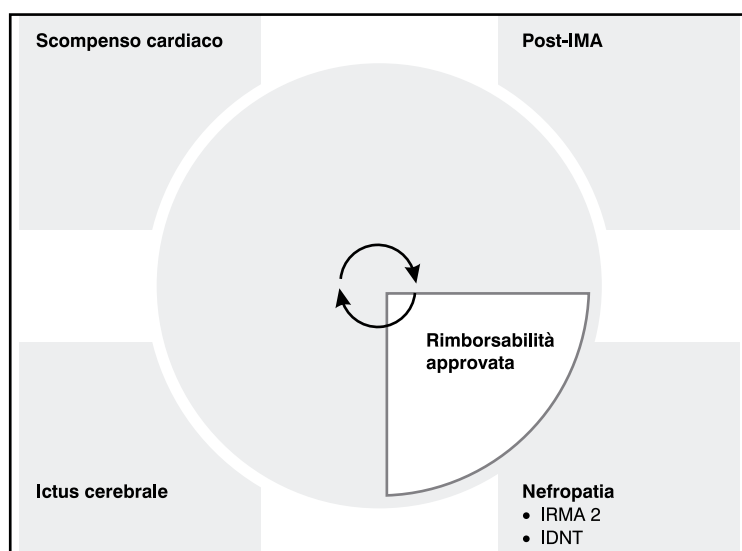 Scompenso cardiaco
Post-IMA
Rimborsabilità
approvata
Ictus cerebrale
Nefropatia
• IRMA 2
• IDNT